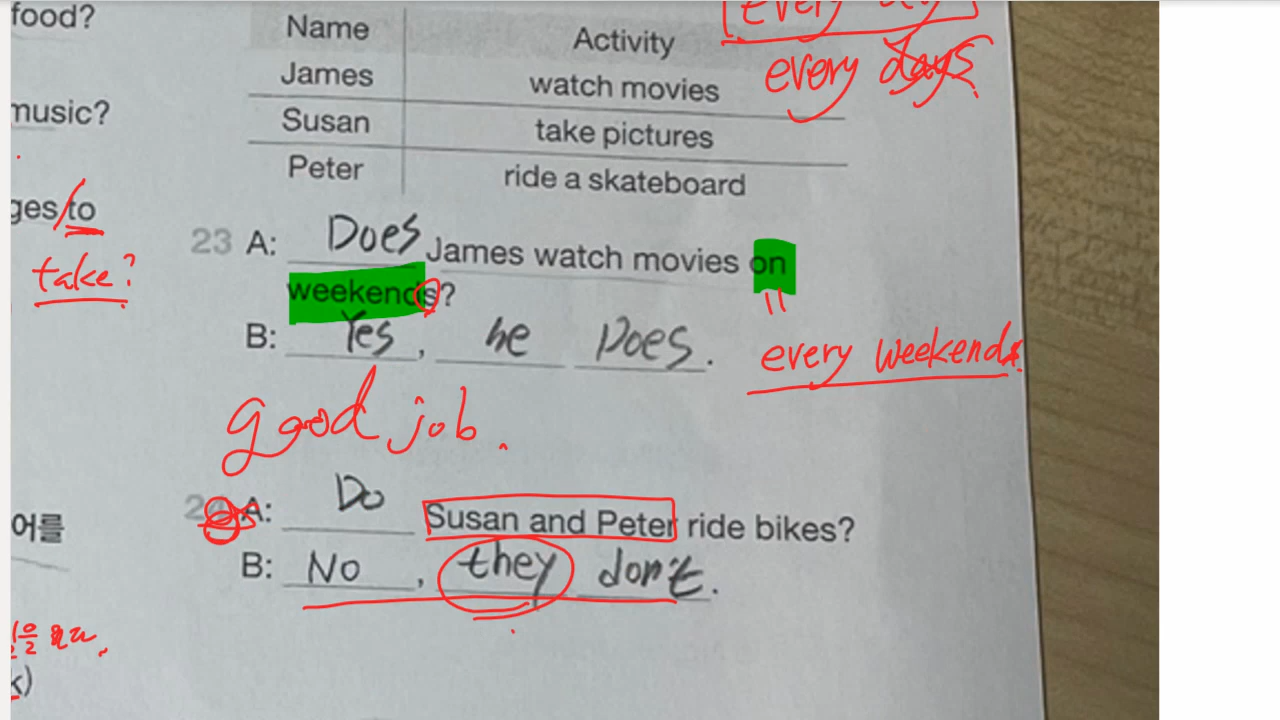 food?
music?
ges/to
take?
어를
k)
Name Activity
James watch movies
Susan take pictures
Peter ride a skateboard
every days
23 A: Does James watch movies on
weekends?
B: Yes, he Does.
every weekends
good job.
A: Do Susan and Peter ride bikes?
B: No, they don't.